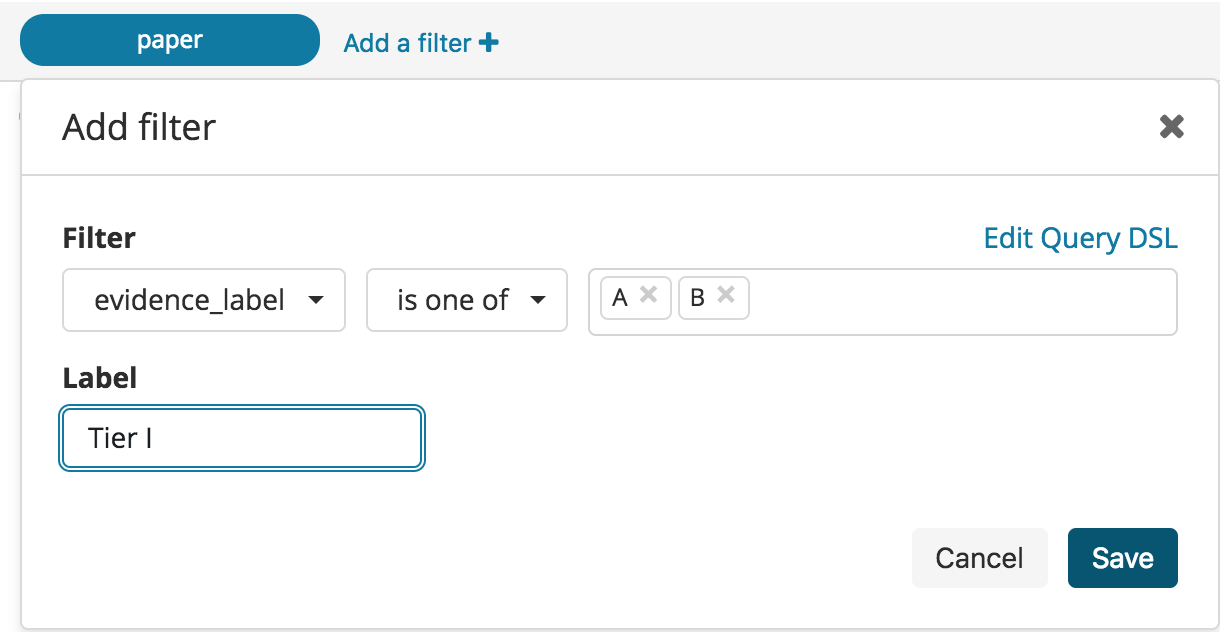 paper Add a filter +
Add filter
Filter Edit Query DSL
evidence_label is one of A B
Label
Tier I
Cancel Save